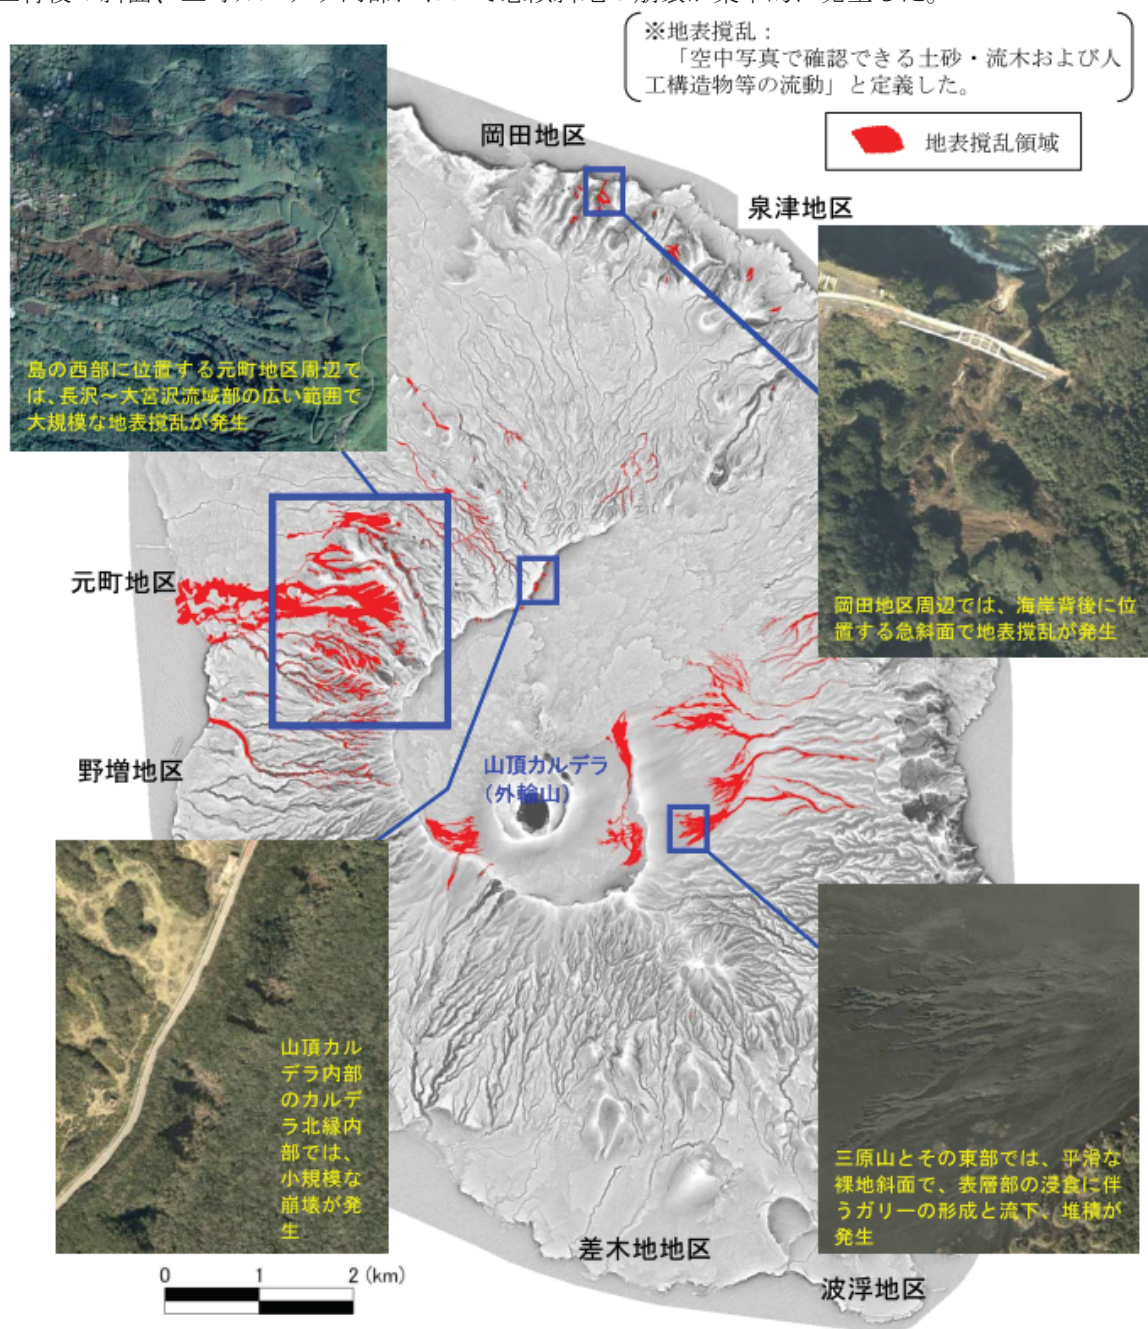 ※地表撹乱：
「空中写真で確認できる土砂・流木および人
工構造物等の流動」と定義した。
地表撹乱領域
岡田地区
泉津地区
島の西部に位置する元町地区周辺で
は、長沢～大宮沢流域部の広い範囲で
大規模な地表撹乱が発生
岡田地区周辺では、海岸背後に位
置する急斜面で地表撹乱が発生
元町地区
野増地区
山頂カルデラ
（外輪山）
山頂カル
デラ内部
のカルデ
ラ北縁内
部では、
小規模な
崩壊が発
生
三原山とその東部では、平滑な
裸地斜面で、表層部の浸食に伴
うガリーの形成と流下、堆積が
発生
差木地地区
波浮地区
0 1 2 (km)